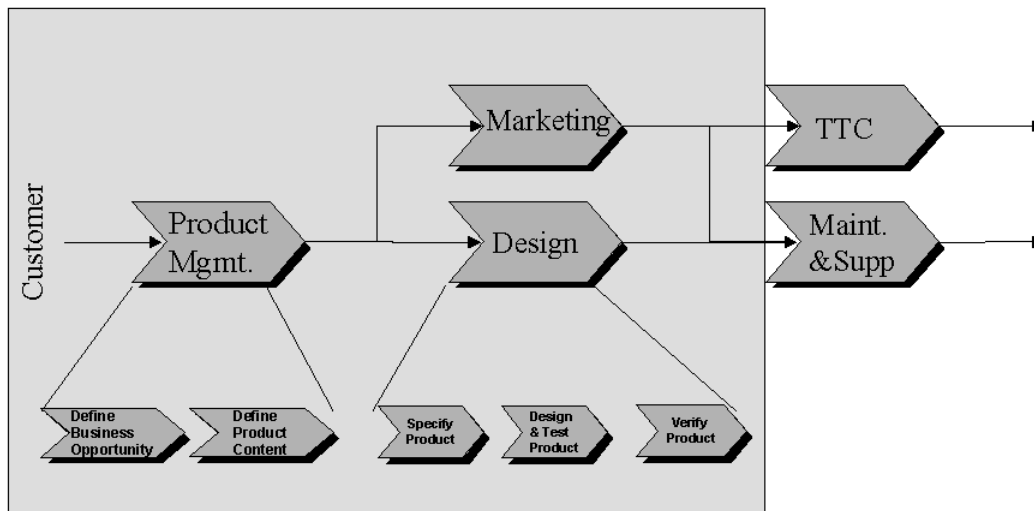 Marketing
TTC
Customer
Product
Mgmt.
Design
Maint.
&Supp
Define
Business
Opportunity
Define
Product
Content
Specify
Product
Design
& Test
Product
Verify
Product